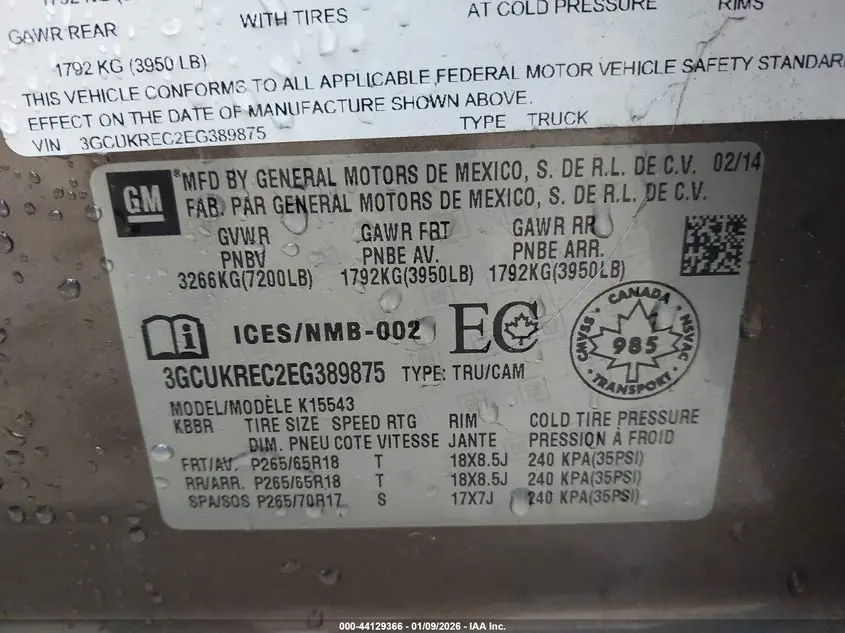 GAWR REAR
WITH TIRES
AT COLD PRESSURE
RIMS
1792 KG (3950 LB)
THIS VEHICLE CONFORMS TO ALL APPLICABLE FEDERAL MOTOR VEHICLE SAFETY STANDAR
EFFECT ON THE DATE OF MANUFACTURE SHOWN ABOVE.
VIN 3GCUKREC2EG389875 TYPE TRUCK
GM
*MFD BY GENERAL MOTORS DE MEXICO, S. DE R.L. DE C.V. 02/14
FAB. PAR GENERAL MOTORS DE MEXICO, S. DE R.L. DE C.V.
GVWR GAWR FRT GAWR RR
PNBV PNBE AV. PNBE ARR.
3266KG(7200LB) 1792KG(3950LB) 1792KG(3950LB)
ICES/NMB-002 EC
CANADA
CMVSS 985 NSVAC
TRANSPORT
3GCUKREC2EG389875 TYPE: TRU/CAM
MODEL/MODÈLE K15543
KBBR TIRE SIZE SPEED RTG RIM COLD TIRE PRESSURE
DIM. PNEU COTE VITESSE JANTE PRESSION À FROID
FRT/AV. P265/65R18 T 18X8.5J 240 KPA(35PSI)
RR/ARR. P265/65R18 T 18X8.5J 240 KPA(35PSI)
SPA/SOS P265/70R17 S 17X7J 240 KPA(35PSI)
000-44129366 - 01/09/2026 - IAA Inc.